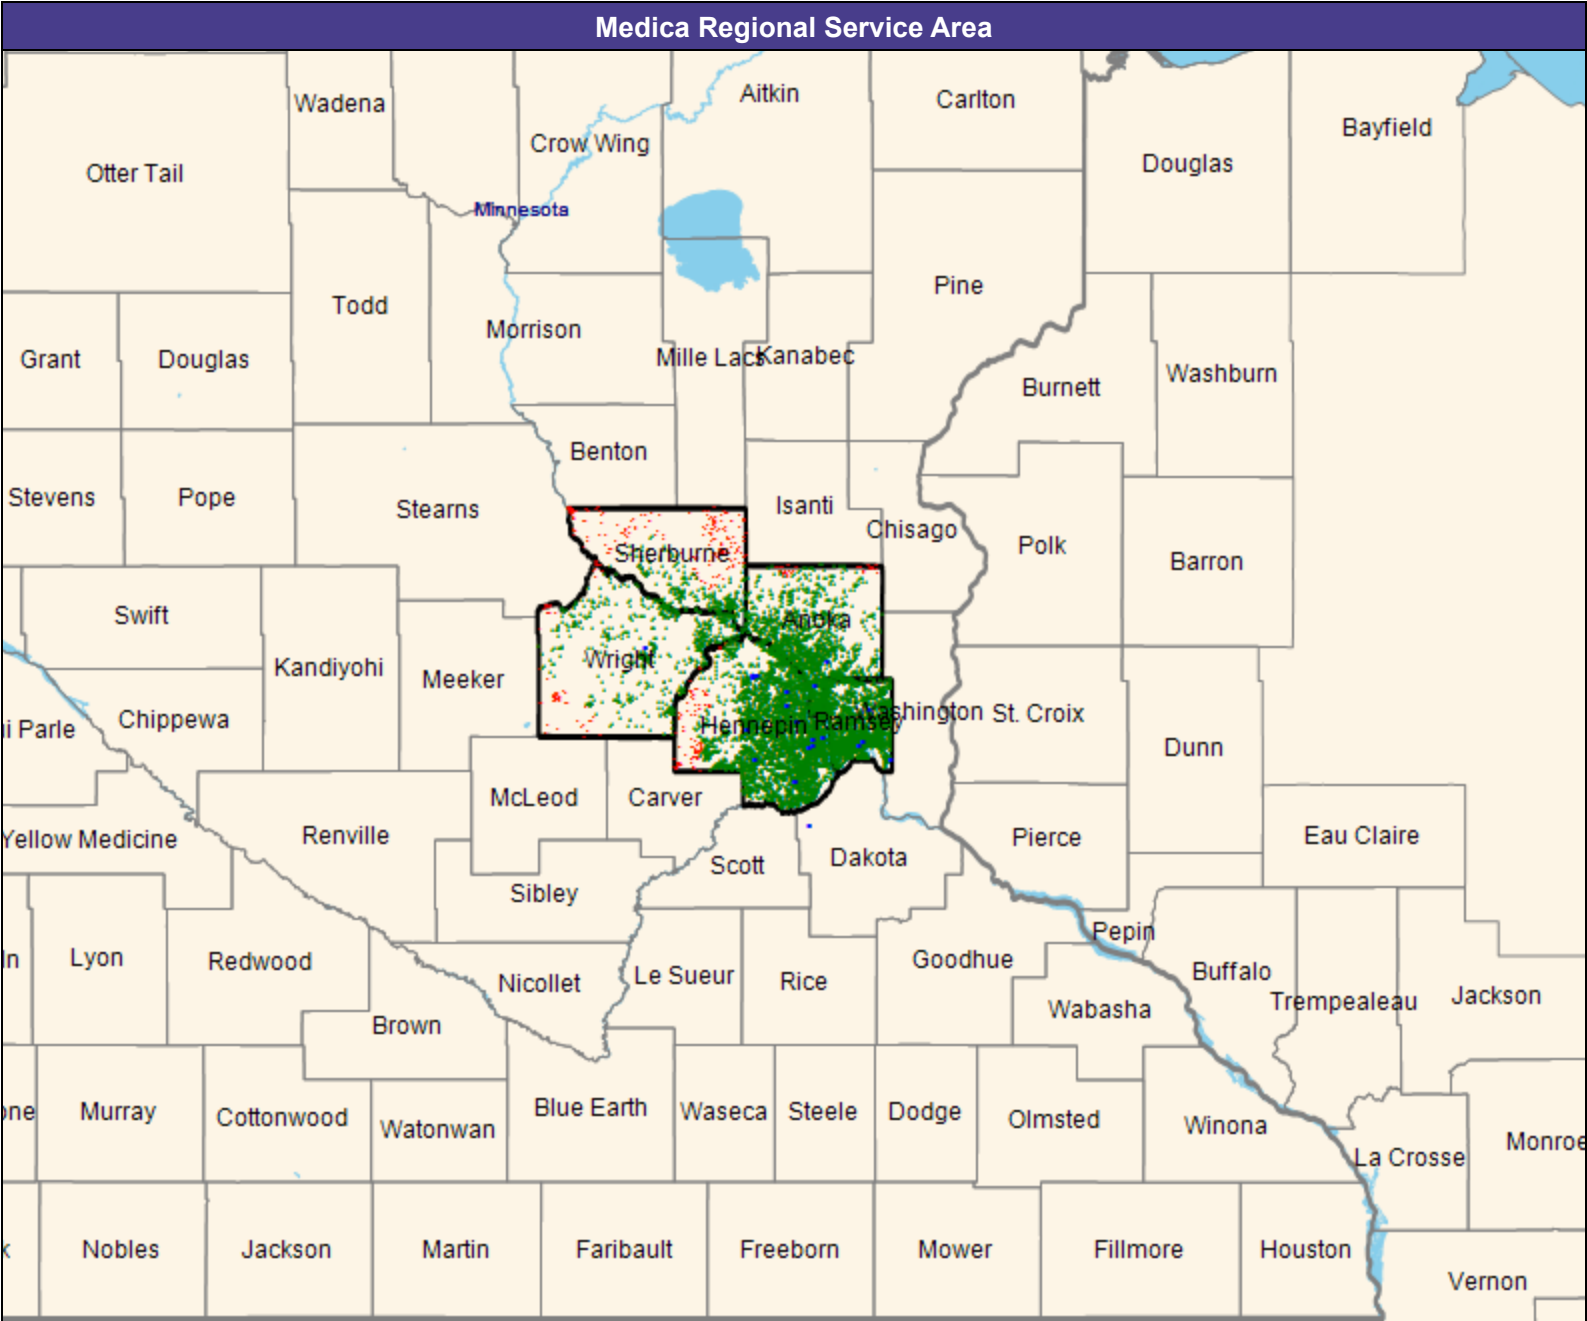 Medica Regional Service Area
Wadena
Aitkin
Carlton
Bayfield
Crow Wing
Douglas
Otter Tail
Minnesota
Pine
Todd
Morrison
Grant
Douglas
Mille Lacs
Kanabec
Washburn
Burnett
Benton
Stevens
Pope
Stearns
Isanti
Chisago
Polk
Barron
Sherburne
Swift
Anoka
Wright
Kandiyohi
Meeker
Chippewa
ui Parle
Hennepin
Ramsey
Washington
St. Croix
Dunn
McLeod
Carver
Renville
Yellow Medicine
Scott
Dakota
Pierce
Eau Claire
Sibley
Pepin
Lyon
Redwood
Nicollet
Le Sueur
Rice
Goodhue
Buffalo
Trempealeau
Jackson
Wabasha
Brown
Murray
Cottonwood
Watonwan
Blue Earth
Waseca
Steele
Dodge
Olmsted
Winona
La Crosse
Monroe
Nobles
Jackson
Martin
Faribault
Freeborn
Mower
Fillmore
Houston
Vernon